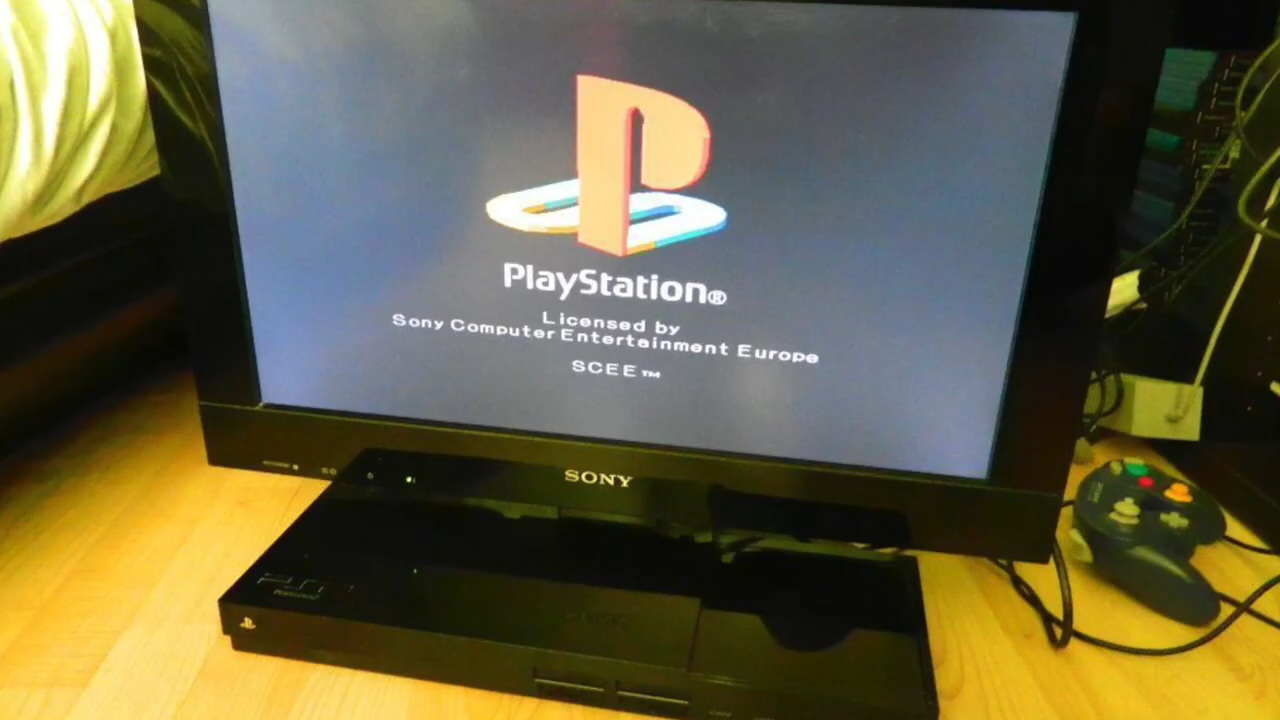 PlayStation®
Licensed by
Sony Computer Entertainment Europe
SCEE™
SONY